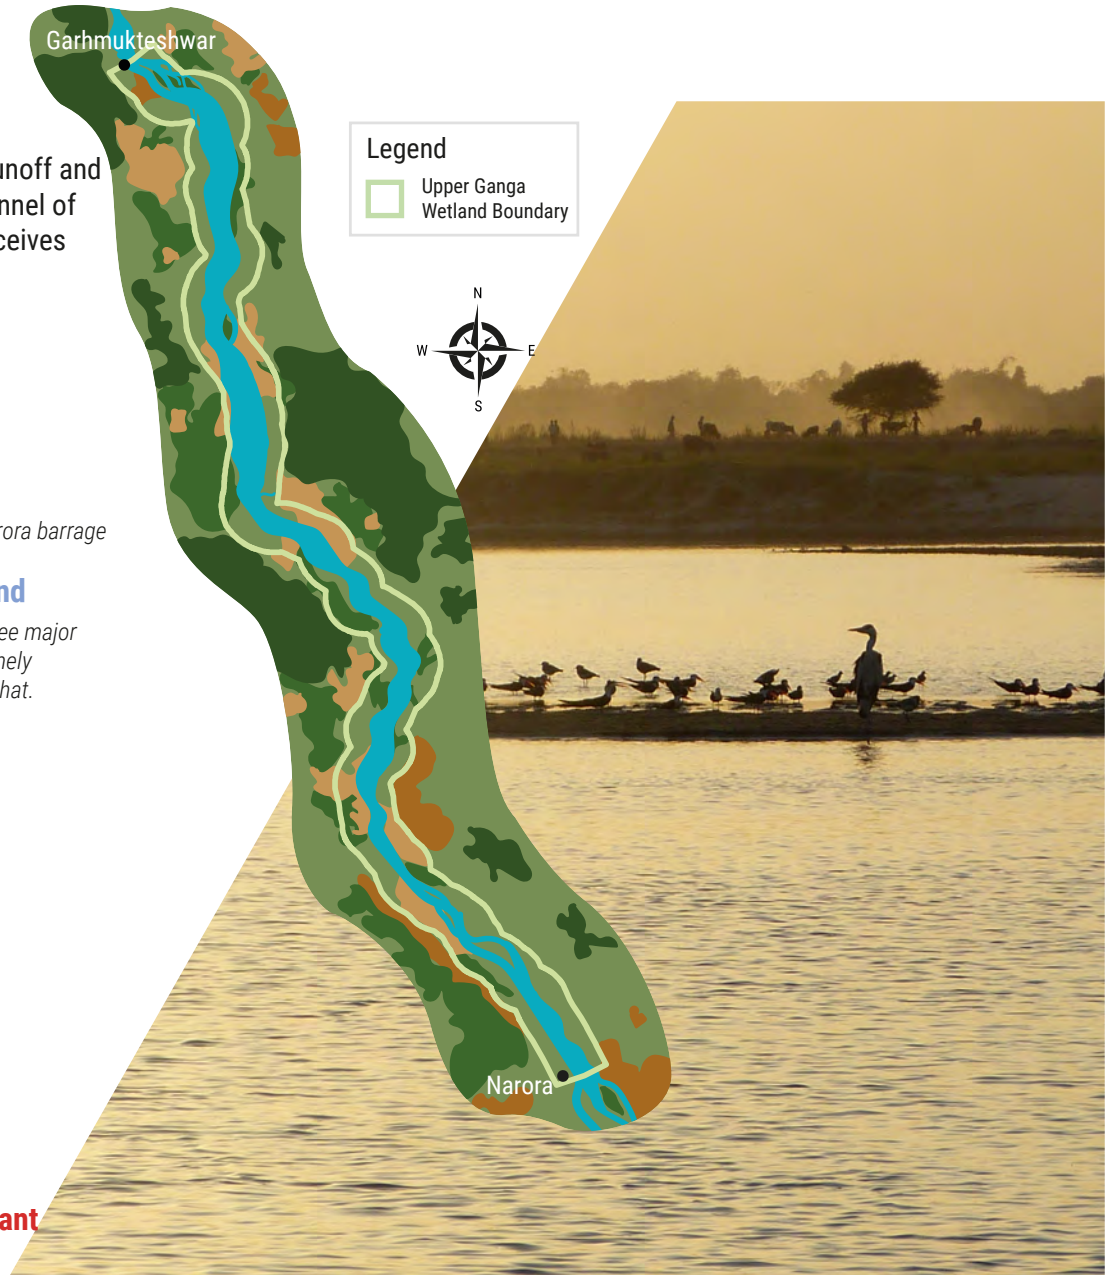 Garhmukteshwar
unoff and
nnel of
ceives
Legend
Upper Ganga
Wetland Boundary
N
W
E
S
rora barrage
nd
ee major
nely
hat.
Narora
ant